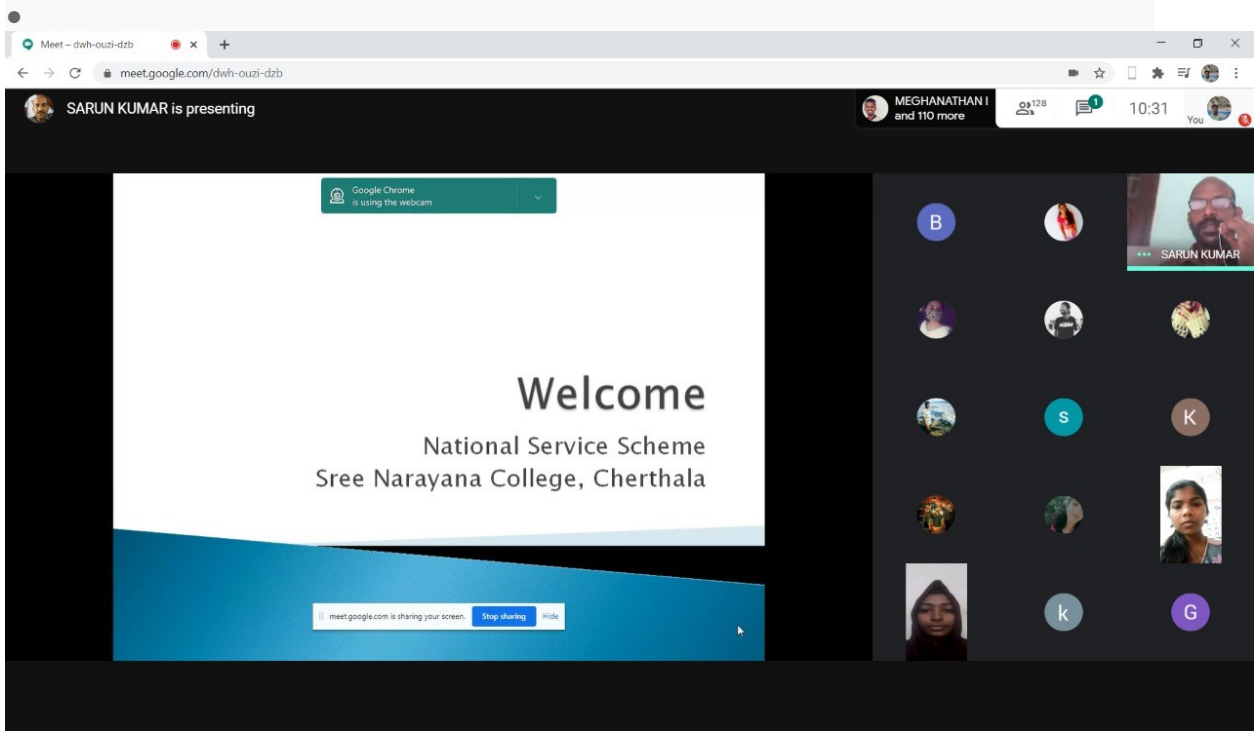 Meet – dwh-ouzi-dzb
meet.google.com/dwh-ouzi-dzb
SARUN KUMAR is presenting
MEGHANATHAN I
and 110 more
128
1
10:31
You
Google Chrome
is using the webcam
B
SARUN KUMAR
Welcome
National Service Scheme
Sree Narayana College, Cherthala
s
K
meet.google.com is sharing your screen.
Stop sharing
Hide
k
G